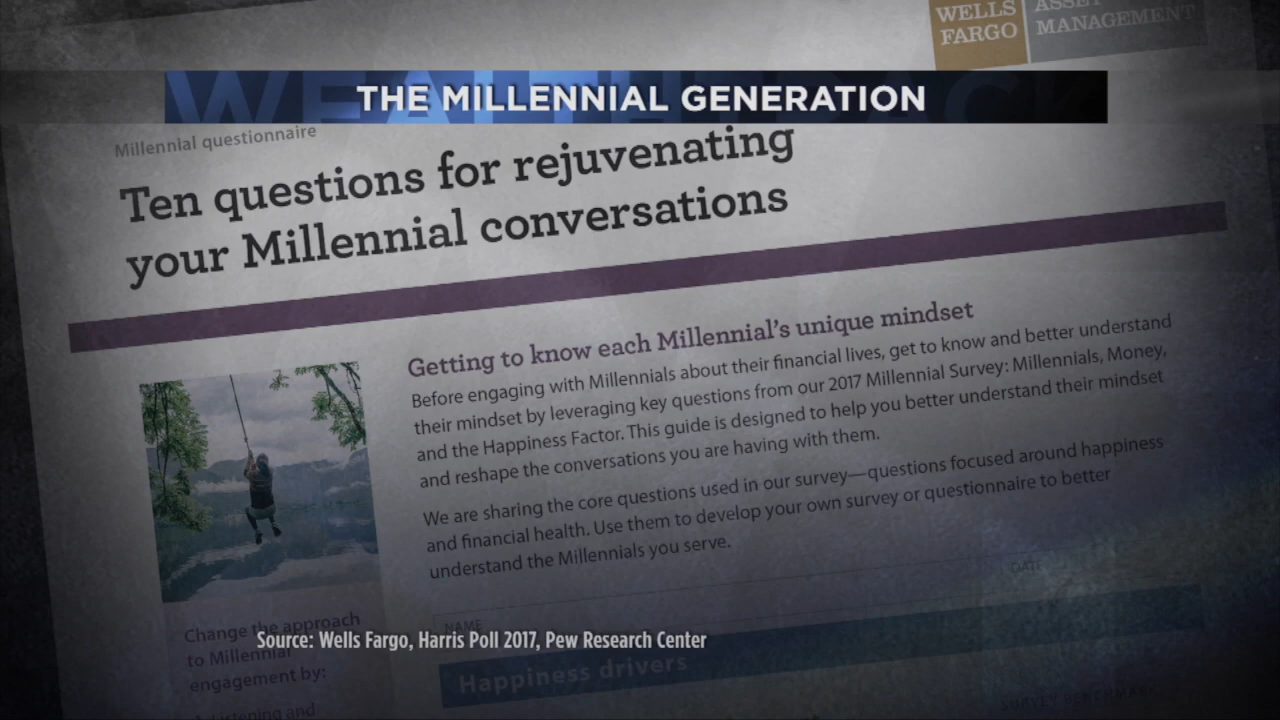 WELLS
FARGO
ASSET
MANAGEMENT
THE MILLENNIAL GENERATION
Millennial questionnaire
Ten questions for rejuvenating
your Millennial conversations
Getting to know each Millennial's unique mindset
Before engaging with Millennials about their financial lives, get to know and better understand
their mindset by leveraging key questions from our 2017 Millennial Survey: Millennials, Money,
and the Happiness Factor. This guide is designed to help you better understand their mindset
and reshape the conversations you are having with them.
We are sharing the core questions used in our survey—questions focused around happiness
and financial health. Use them to develop your own survey or questionnaire to better
understand the Millennials you serve.
NAME
DATE
Change the approach
to Millennial
engagement by:
Listening and
Source: Wells Fargo, Harris Poll 2017, Pew Research Center
Happiness drivers
SURVEY BENCHMARK